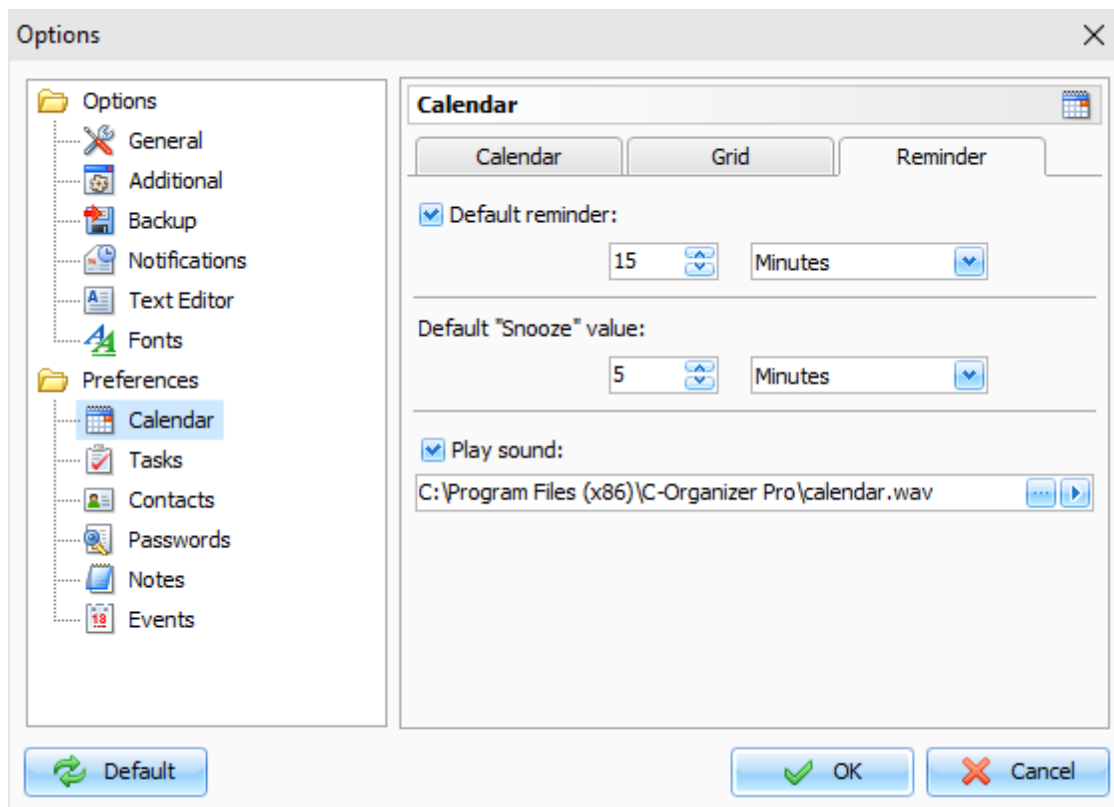 Options
Options
General
Additional
Backup
Notifications
Text Editor
Fonts
Preferences
Calendar
Tasks
Contacts
Passwords
Notes
Events
Calendar
Calendar Grid Reminder
Default reminder:
15 Minutes
Default "Snooze" value:
5 Minutes
Play sound:
C:\Program Files (x86)\C-Organizer Pro\calendar.wav
Default OK Cancel